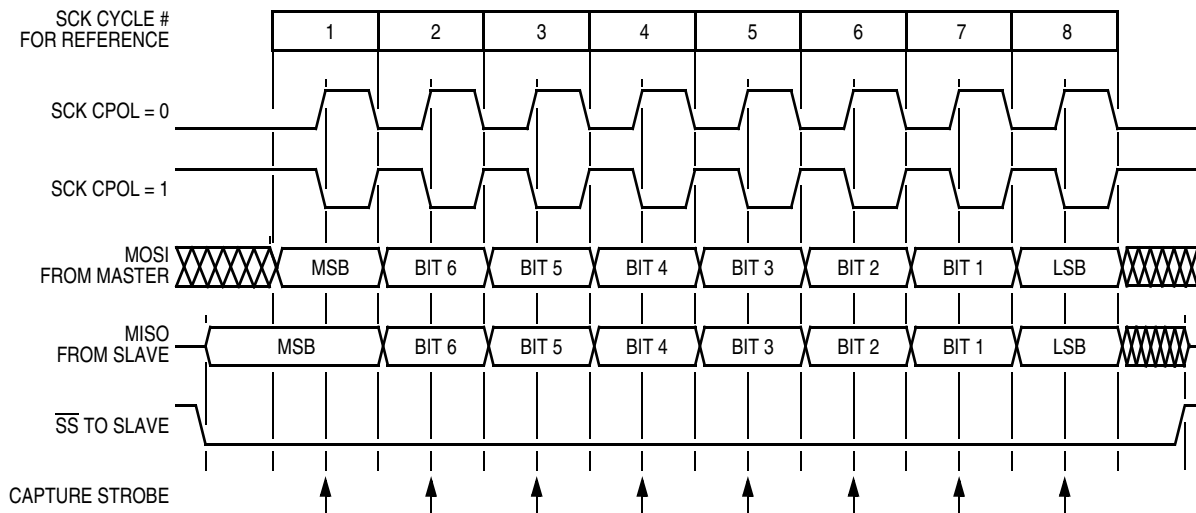 SCK CYCLE #
FOR REFERENCE
1 2 3 4 5 6 7 8
SCK CPOL = 0
SCK CPOL = 1
MOSI
FROM MASTER
MSB BIT 6 BIT 5 BIT 4 BIT 3 BIT 2 BIT 1 LSB
MISO
FROM SLAVE
MSB BIT 6 BIT 5 BIT 4 BIT 3 BIT 2 BIT 1 LSB
S̅S̅ TO SLAVE
CAPTURE STROBE